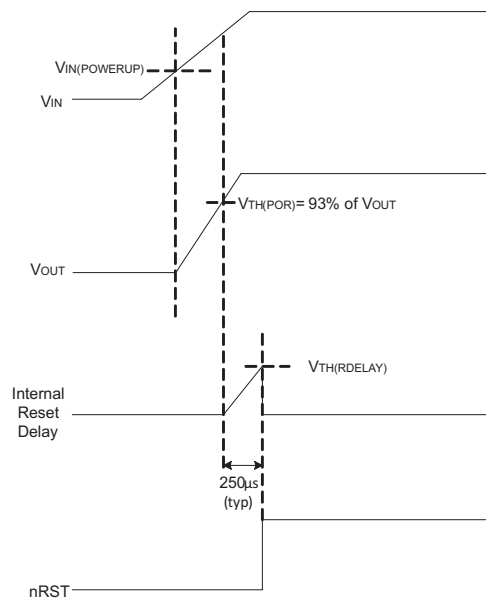 VIN(POWERUP)
VIN
VTH(POR)= 93% of VOUT
VOUT
VTH(RDELAY)
Internal
Reset
Delay
250µs
(typ)
nRST